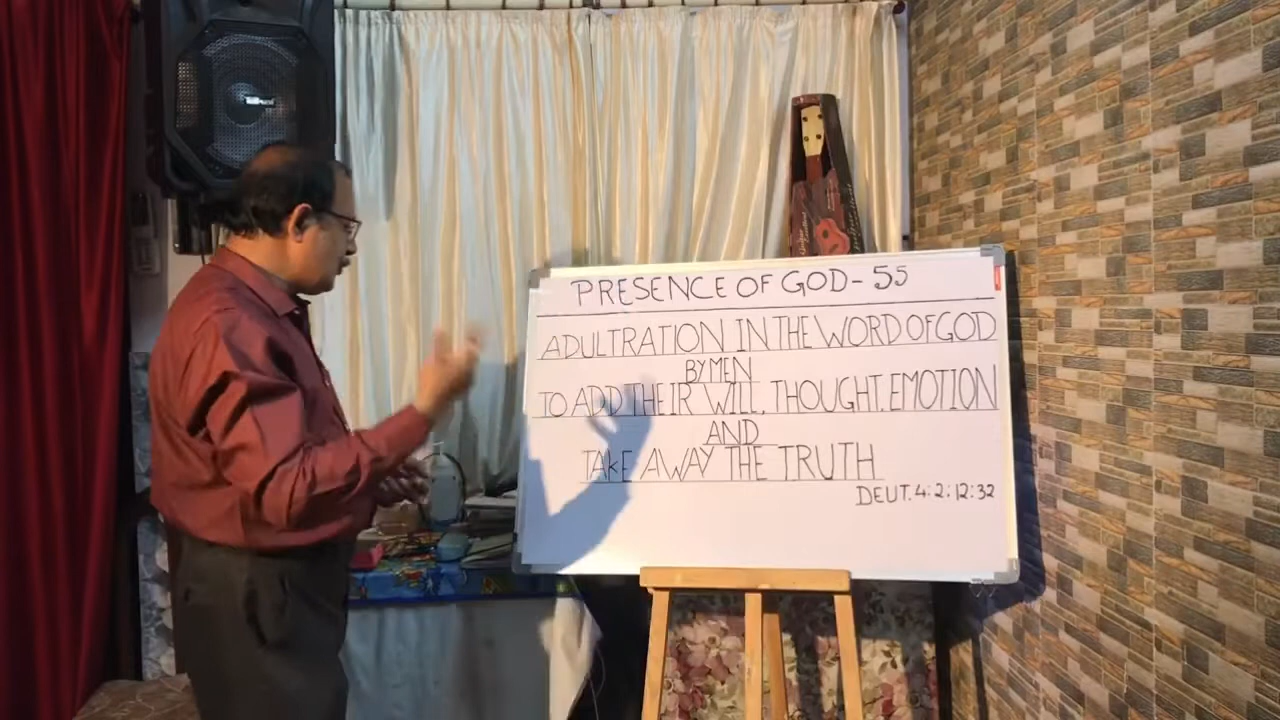 PRESENCE OF GOD - 55
ADULTRATION IN THE WORD OF GOD
BY MEN
TO ADD THEIR WILL, THOUGHT, EMOTION
AND
TAKE AWAY THE TRUTH
DEUT. 4:2:12:32